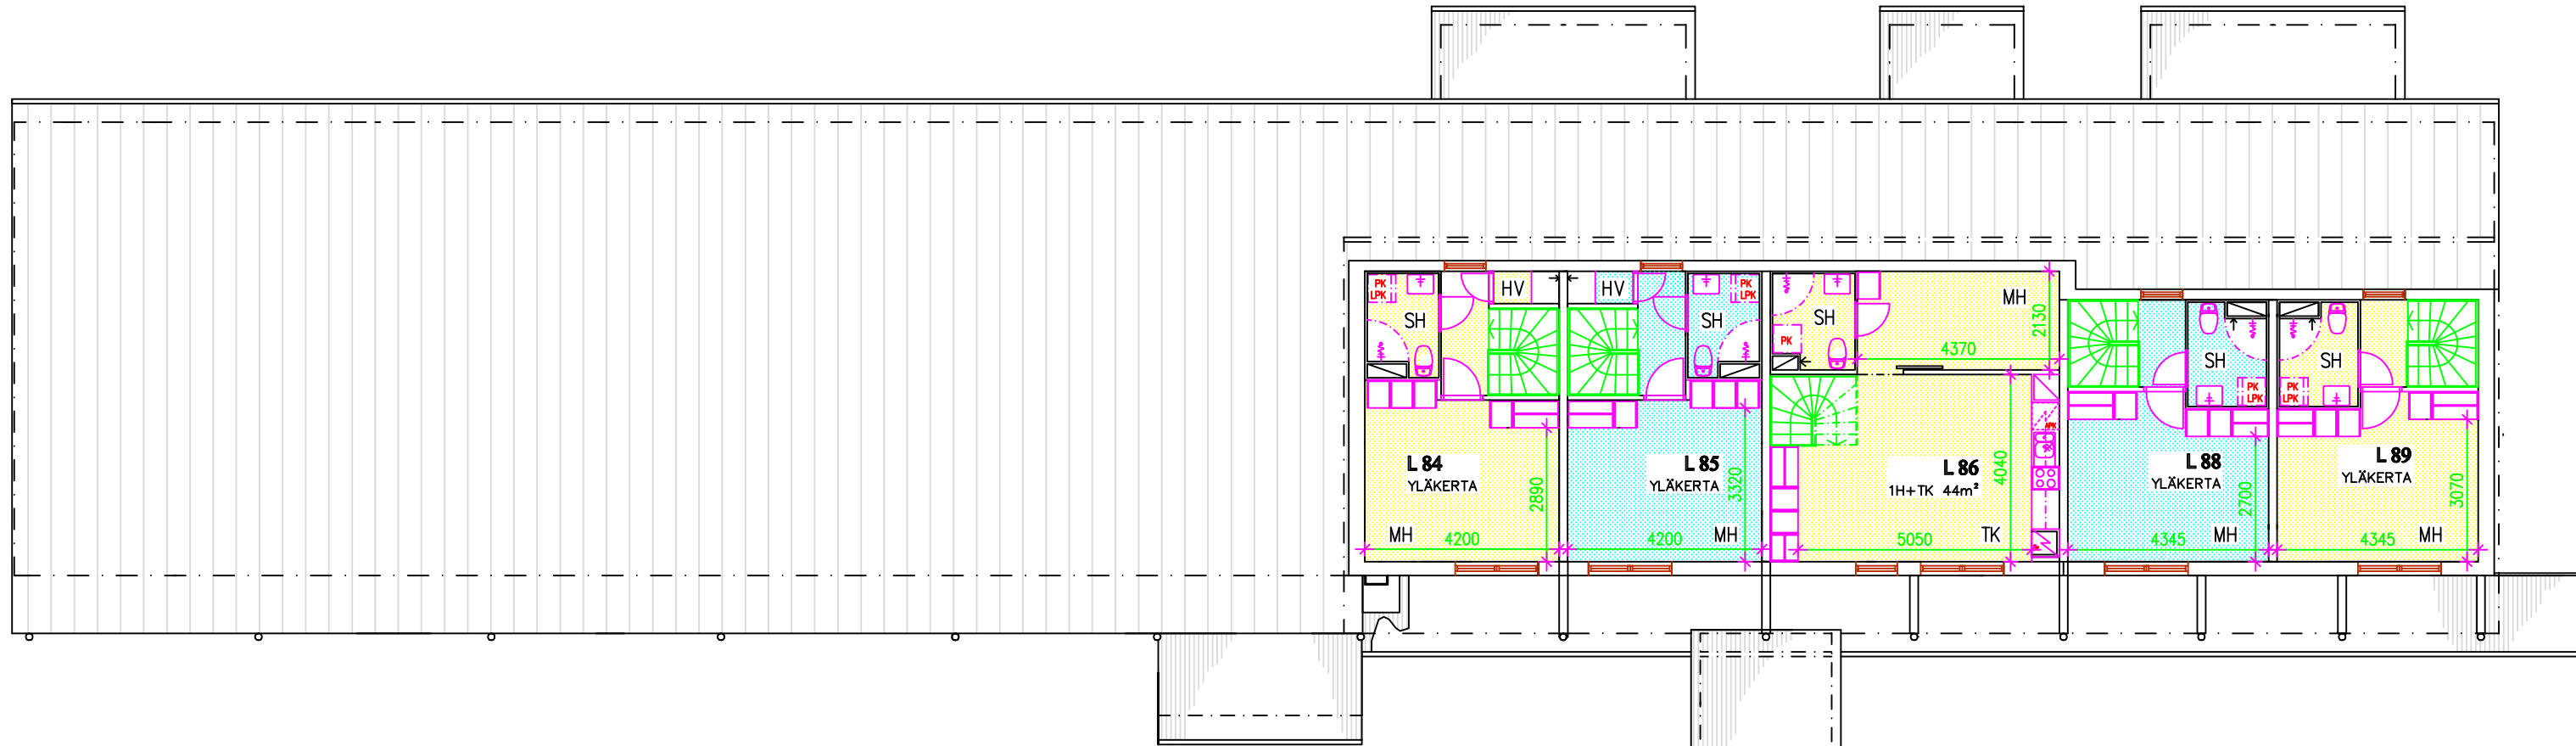 PK
LPK
HV
SH
L 84
YLÄKERTA
2890
MH
4200
HV
PK
LPK
SH
L 85
YLÄKERTA
3320
4200
MH
SH
PK
MH
2130
4370
APK
L 86
1H+TK 44m²
4040
5050
TK
SH
PK
LPK
L 88
YLÄKERTA
2700
4345
MH
SH
PK
LPK
L 89
YLÄKERTA
3070
4345
MH